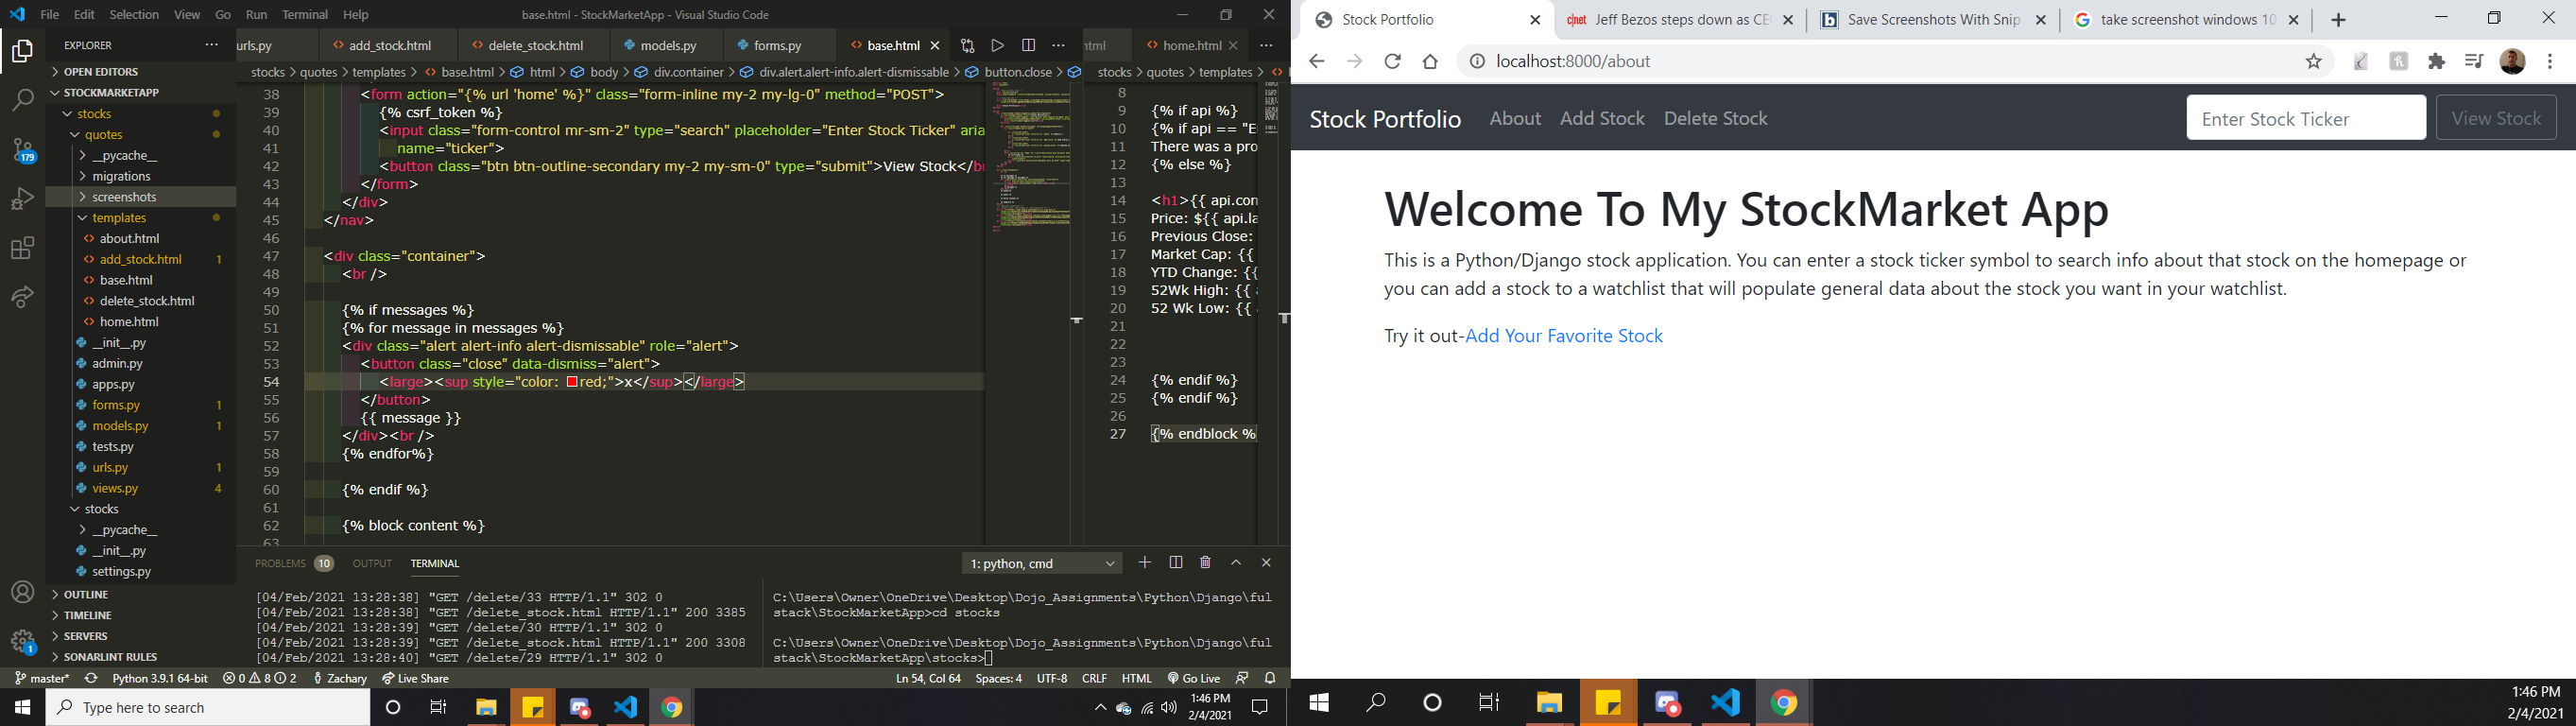 File Edit Selection View Go Run Terminal Help
base.html - StockMarketApp - Visual Studio Code
EXPLORER
OPEN EDITORS
STOCKMARKETAPP
stocks
quotes
__pycache__
migrations
screenshots
templates
about.html
add_stock.html 1
base.html
delete_stock.html
home.html
__init__.py
admin.py
apps.py
forms.py 1
models.py 1
tests.py
urls.py 1
views.py 4
stocks
__pycache__
__init__.py
settings.py
OUTLINE
TIMELINE
SERVERS
SONARLINT RULES
179
1
urls.py add_stock.html delete_stock.html models.py forms.py base.html
stocks > quotes > templates > base.html > html > body > div.container > div.alert.alert-info.alert-dismissable > button.close >
38 <form action="{% url 'home' %}" class="form-inline my-2 my-lg-0" method="POST">
39 {% csrf_token %}
40 <input class="form-control mr-sm-2" type="search" placeholder="Enter Stock Ticker" aria
41 name="ticker">
42 <button class="btn btn-outline-secondary my-2 my-sm-0" type="submit">View Stock</bu
43 </form>
44 </div>
45 </nav>
46
47 <div class="container">
48 <br />
49
50 {% if messages %}
51 {% for message in messages %}
52 <div class="alert alert-info alert-dismissable" role="alert">
53 <button class="close" data-dismiss="alert">
54 <large><sup style="color: red;">x</sup></large>
55 </button>
56 {{ message }}
57 </div><br />
58 {% endfor%}
59
60 {% endif %}
61
62 {% block content %}
63
html home.html
stocks > quotes > templates >
8
9 {% if api %}
10 {% if api == "E
11 There was a pro
12 {% else %}
13
14 <h1>{{ api.con
15 Price: ${{ api.la
16 Previous Close:
17 Market Cap: {{
18 YTD Change: {{
19 52Wk High: {{
20 52 Wk Low: {{
21
22
23
24 {% endif %}
25 {% endif %}
26
27 {% endblock %
PROBLEMS 10 OUTPUT TERMINAL
1: python, cmd
[04/Feb/2021 13:28:38] "GET /delete/33 HTTP/1.1" 302 0
[04/Feb/2021 13:28:38] "GET /delete_stock.html HTTP/1.1" 200 3385
[04/Feb/2021 13:28:39] "GET /delete/30 HTTP/1.1" 302 0
[04/Feb/2021 13:28:39] "GET /delete_stock.html HTTP/1.1" 200 3308
[04/Feb/2021 13:28:40] "GET /delete/29 HTTP/1.1" 302 0
C:\Users\Owner\OneDrive\Desktop\Dojo_Assignments\Python\Django\ful
stack\StockMarketApp>cd stocks
C:\Users\Owner\OneDrive\Desktop\Dojo_Assignments\Python\Django\ful
stack\StockMarketApp\stocks>
master* Python 3.9.1 64-bit 0 8 2 Zachary Live Share
Ln 54, Col 64 Spaces: 4 UTF-8 CRLF HTML Go Live
Type here to search
1:46 PM
2/4/2021
Stock Portfolio
c|net Jeff Bezos steps down as CE
b Save Screenshots With Snip
G take screenshot windows 10
localhost:8000/about
Stock Portfolio About Add Stock Delete Stock
Enter Stock Ticker View Stock
Welcome To My StockMarket App
This is a Python/Django stock application. You can enter a stock ticker symbol to search info about that stock on the homepage or
you can add a stock to a watchlist that will populate general data about the stock you want in your watchlist.
Try it out-Add Your Favorite Stock
1:46 PM
2/4/2021